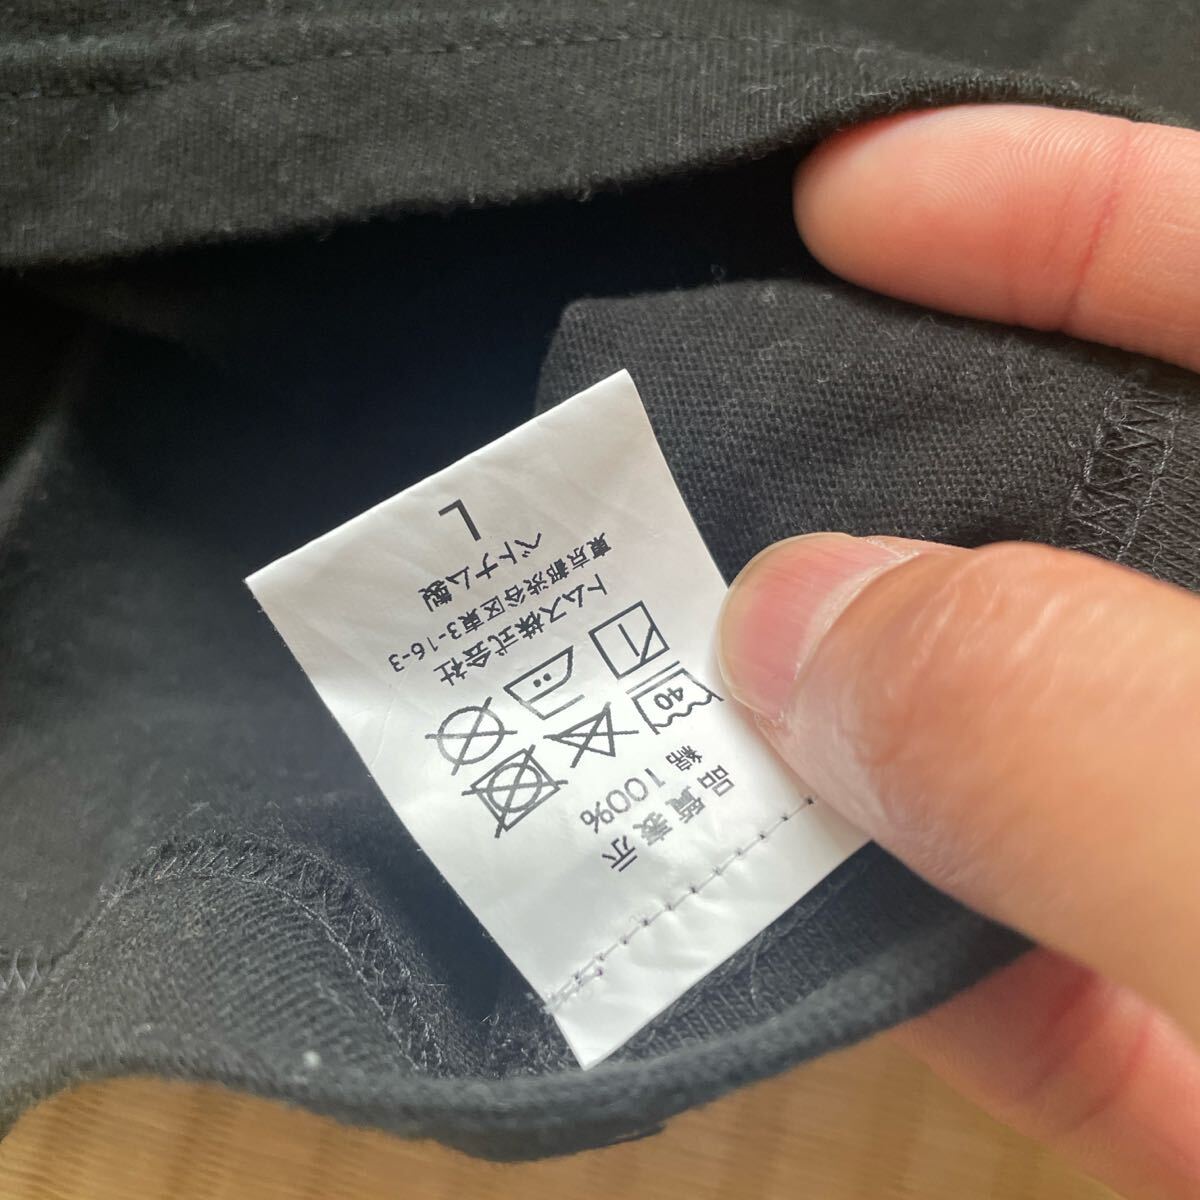 品質表示
綿 100%
40
トムス株式会社
東京都渋谷区東3-16-3
ベトナム製
L